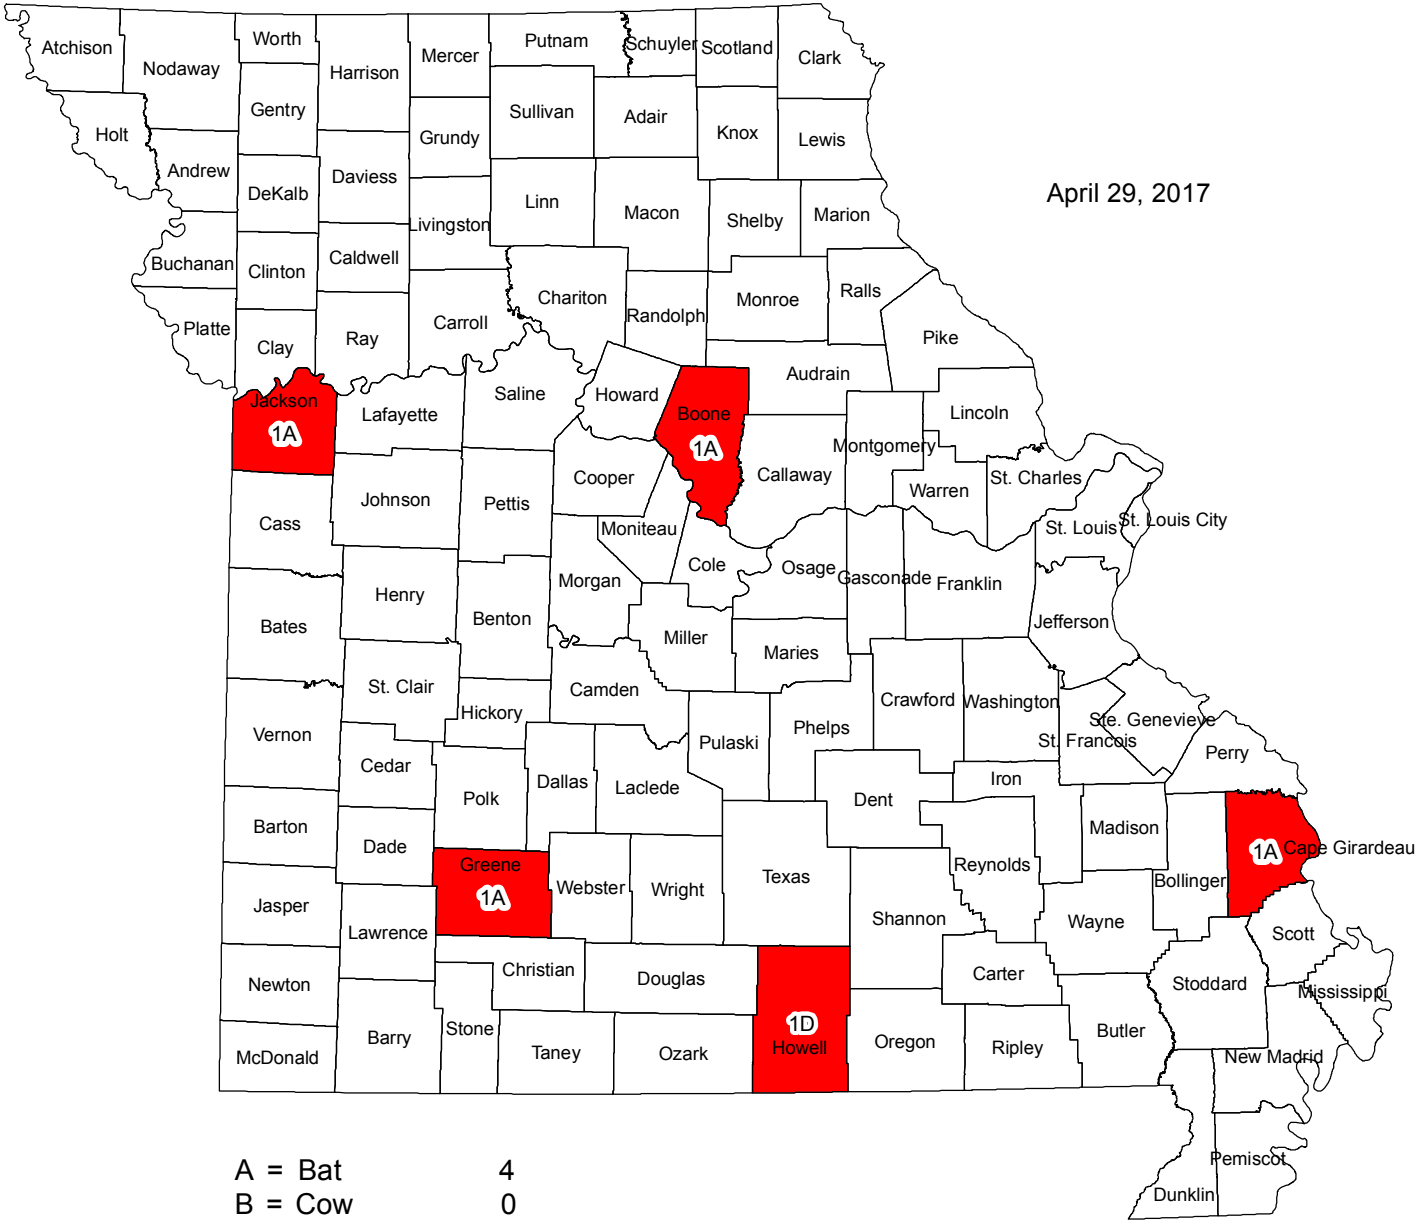 Atchison
Nodaway
Worth
Harrison
Mercer
Putnam
Schuyler
Scotland
Clark
Gentry
Sullivan
Adair
Knox
Lewis
Holt
Grundy
Andrew
DeKalb
Daviess
Linn
Macon
Shelby
Marion
April 29, 2017
Livingston
Buchanan
Clinton
Caldwell
Chariton
Randolph
Monroe
Ralls
Platte
Clay
Ray
Carroll
Pike
Audrain
Jackson
1A
Lafayette
Saline
Howard
Boone
1A
Lincoln
Montgomery
Callaway
Cooper
Warren
St. Charles
Cass
Johnson
Pettis
Moniteau
St. Louis
St. Louis City
Cole
Osage
Gasconade
Franklin
Morgan
Henry
Benton
Bates
Miller
Maries
Jefferson
St. Clair
Camden
Hickory
Crawford
Washington
Vernon
Pulaski
Phelps
Ste. Genevieve
St. Francois
Perry
Cedar
Polk
Dallas
Laclede
Dent
Iron
Barton
Dade
Madison
1A
Cape Girardeau
Greene
1A
Webster
Wright
Texas
Reynolds
Bollinger
Jasper
Lawrence
Shannon
Wayne
Scott
Newton
Christian
Douglas
Carter
Stoddard
Mississippi
McDonald
Barry
Stone
Taney
Ozark
1D
Howell
Oregon
Ripley
Butler
New Madrid
Pemiscot
Dunklin
A = Bat 4
B = Cow 0